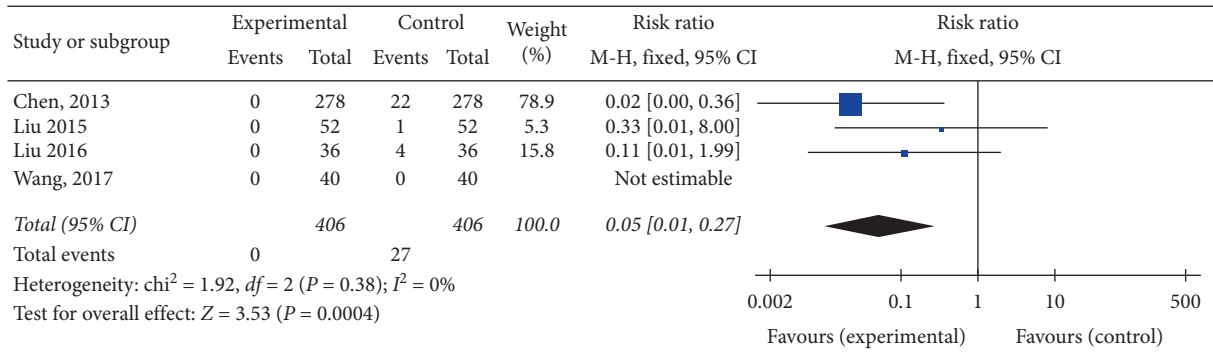 Study or subgroup Experimental Control Weight (%) Risk ratio Risk ratio
Events Total Events Total M-H, fixed, 95% CI M-H, fixed, 95% CI
Chen, 2013 0 278 22 278 78.9 0.02 [0.00, 0.36]
Liu 2015 0 52 1 52 5.3 0.33 [0.01, 8.00]
Liu 2016 0 36 4 36 15.8 0.11 [0.01, 1.99]
Wang, 2017 0 40 0 40 Not estimable
Total (95% CI) 406 406 100.0 0.05 [0.01, 0.27]
Total events 0 27
Heterogeneity: chi² = 1.92, df = 2 (P = 0.38); I² = 0%
Test for overall effect: Z = 3.53 (P = 0.0004)
0.002 0.1 1 10 500
Favours (experimental) Favours (control)